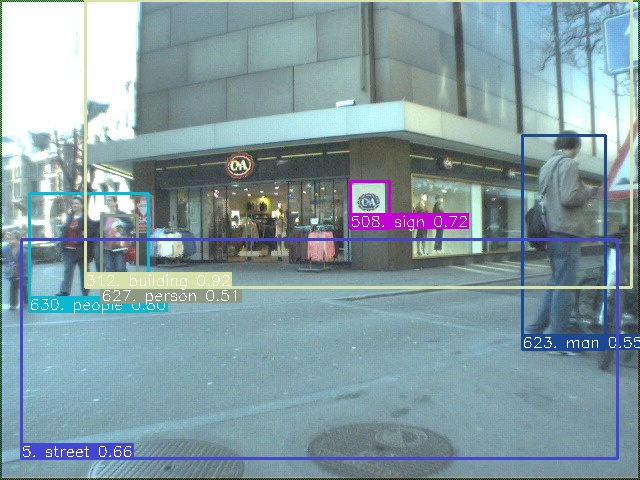 C&A
C&A
508. sign 0.72
312. building 0.92
627. person 0.51
630. people 0.80
623. man 0.55
5. street 0.66